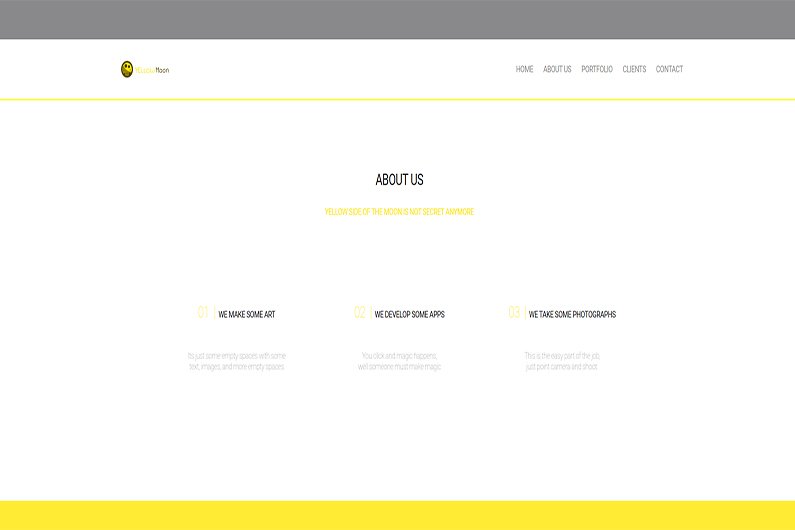 YELLOW Moon
HOME ABOUT US PORTFOLIO CLIENTS CONTACT
ABOUT US
YELLOW SIDE OF THE MOON IS NOT SECRET ANYMORE
01 | WE MAKE SOME ART
Its just some empty spaces with some
text, images, and more empty spaces
02 | WE DEVELOP SOME APPS
You click and magic happens,
well someone must make magic
03 | WE TAKE SOME PHOTOGRAPHS
This is the easy part of the job,
just point camera and shoot